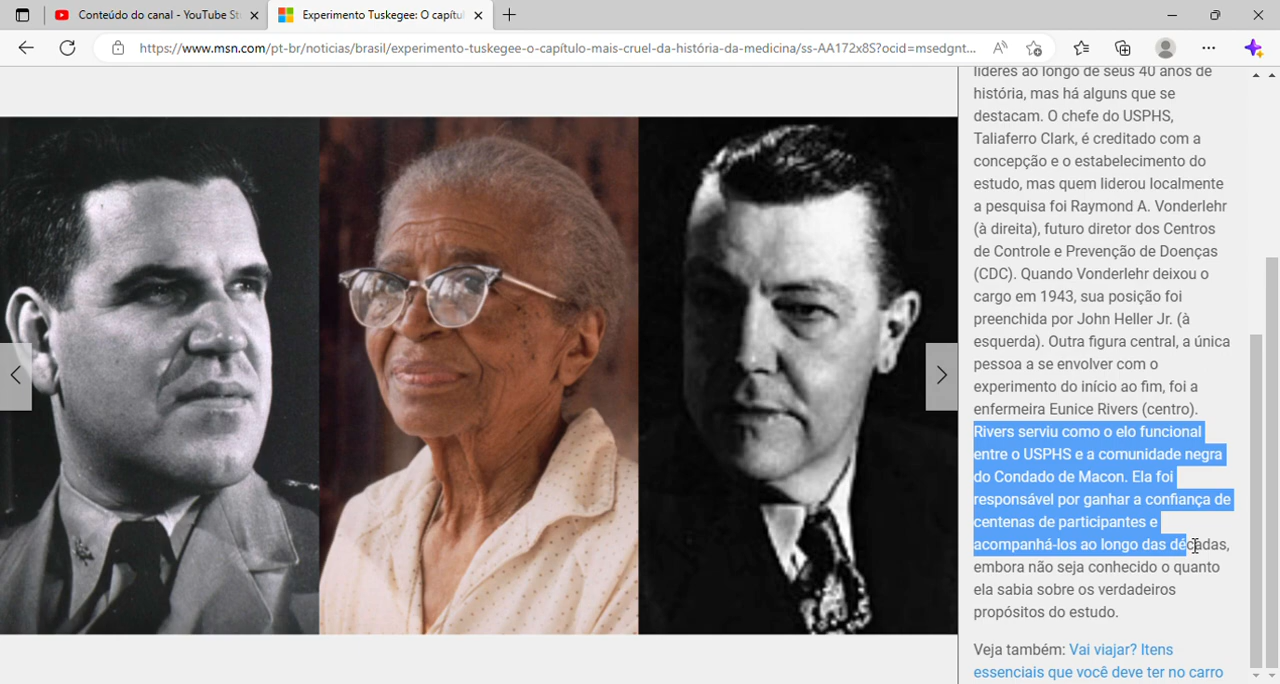 Conteúdo do canal - YouTube St
Experimento Tuskegee: O capítul
https://www.msn.com/pt-br/noticias/brasil/experimento-tuskegee-o-capítulo-mais-cruel-da-história-da-medicina/ss-AA172x8S?ocid=msedgnt...
líderes ao longo de seus 40 anos de
história, mas há alguns que se
destacam. O chefe do USPHS,
Taliaferro Clark, é creditado com a
concepção e o estabelecimento do
estudo, mas quem liderou localmente
a pesquisa foi Raymond A. Vonderlehr
(à direita), futuro diretor dos Centros
de Controle e Prevenção de Doenças
(CDC). Quando Vonderlehr deixou o
cargo em 1943, sua posição foi
preenchida por John Heller Jr. (à
esquerda). Outra figura central, a única
pessoa a se envolver com o
experimento do início ao fim, foi a
enfermeira Eunice Rivers (centro).
Rivers serviu como o elo funcional
entre o USPHS e a comunidade negra
do Condado de Macon. Ela foi
responsável por ganhar a confiança de
centenas de participantes e
acompanhá-los ao longo das décadas,
embora não seja conhecido o quanto
ela sabia sobre os verdadeiros
propósitos do estudo.
Veja também: Vai viajar? Itens
essenciais que você deve ter no carro